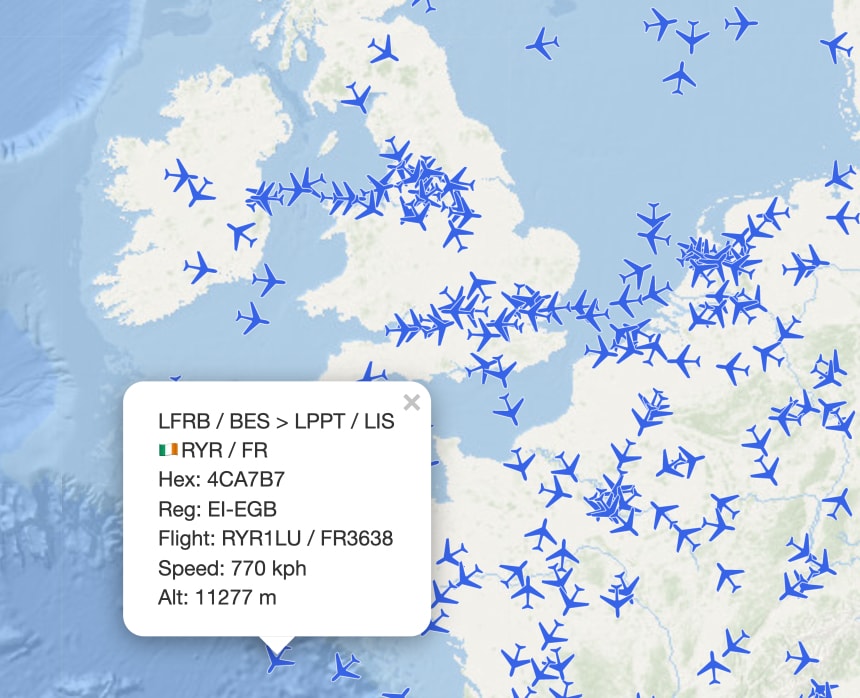 LFRB / BES > LPPT / LIS
RYR / FR
Hex: 4CA7B7
Reg: EI-EGB
Flight: RYR1LU / FR3638
Speed: 770 kph
Alt: 11277 m